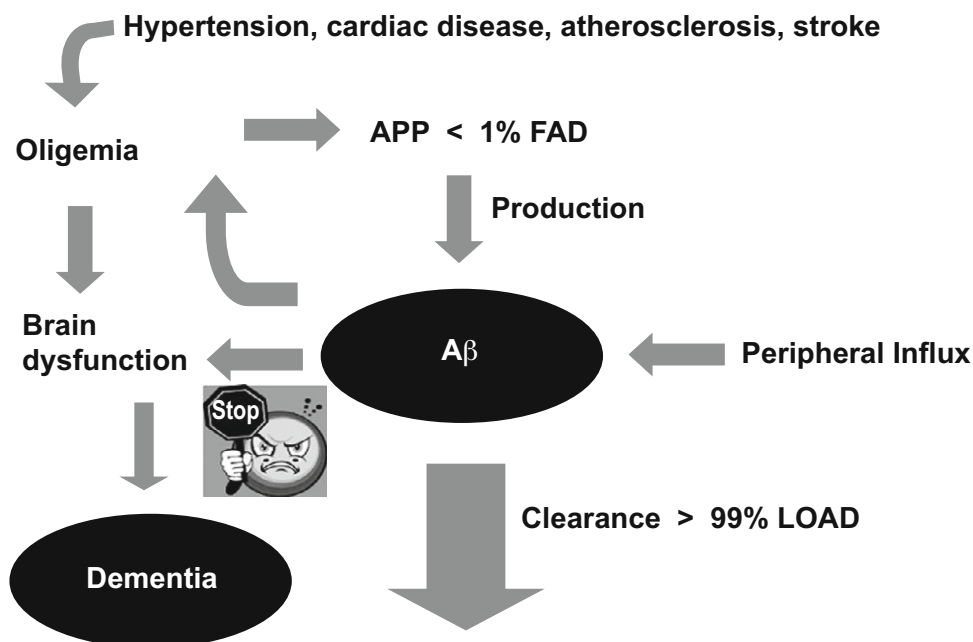 Hypertension, cardiac disease, atherosclerosis, stroke
Oligemia
APP < 1% FAD
Production
Brain
dysfunction
Aβ
Peripheral Influx
Stop
Clearance > 99% LOAD
Dementia